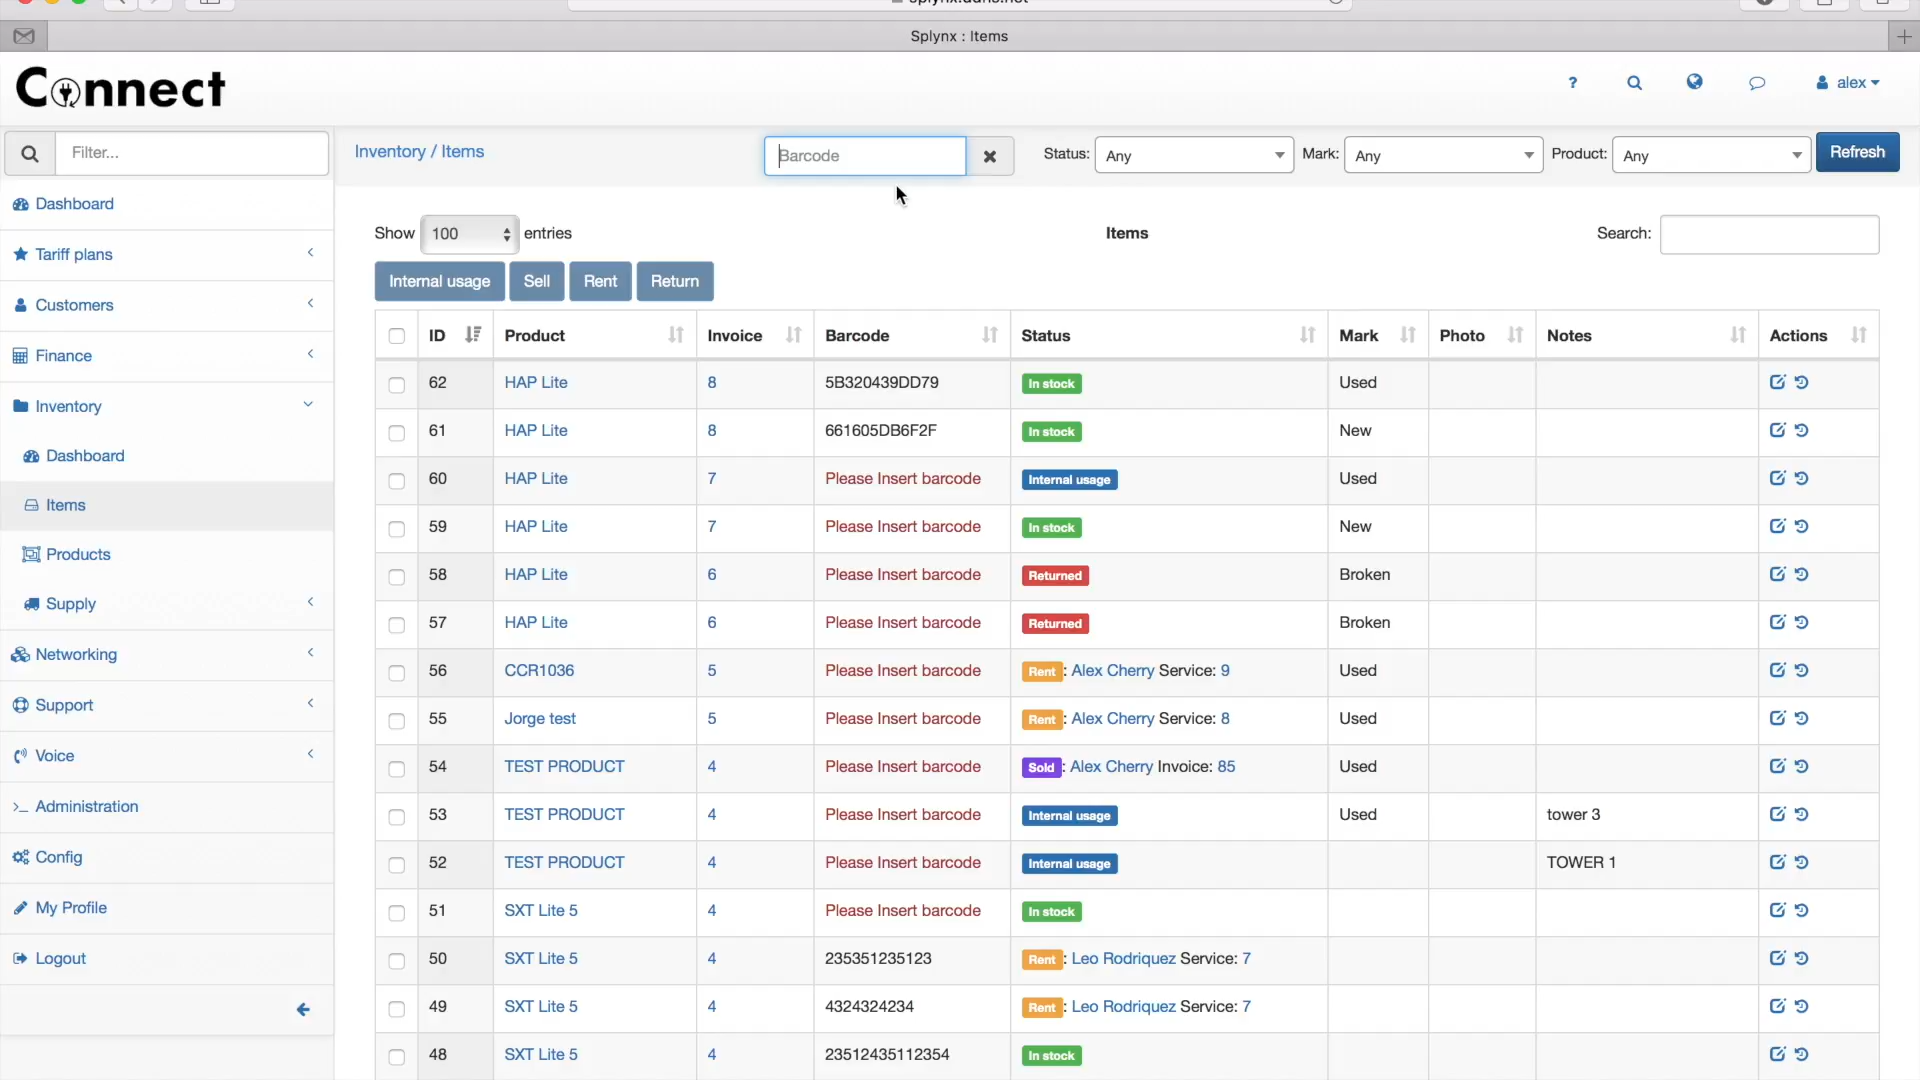 Splynx : Items
Connect
? alex
Filter...
Inventory / Items
Barcode
Status: Any Mark: Any Product: Any Refresh
Dashboard
Tariff plans
Customers
Finance
Inventory
Dashboard
Items
Products
Supply
Networking
Support
Voice
Administration
Config
My Profile
Logout
Show 100 entries
Items
Search:
Internal usage Sell Rent Return
ID Product Invoice Barcode Status Mark Photo Notes Actions
62 HAP Lite 8 5B320439DD79 In stock Used
61 HAP Lite 8 661605DB6F2F In stock New
60 HAP Lite 7 Please Insert barcode Internal usage Used
59 HAP Lite 7 Please Insert barcode In stock New
58 HAP Lite 6 Please Insert barcode Returned Broken
57 HAP Lite 6 Please Insert barcode Returned Broken
56 CCR1036 5 Please Insert barcode Rent : Alex Cherry Service: 9 Used
55 Jorge test 5 Please Insert barcode Rent : Alex Cherry Service: 8 Used
54 TEST PRODUCT 4 Please Insert barcode Sold : Alex Cherry Invoice: 85 Used
53 TEST PRODUCT 4 Please Insert barcode Internal usage Used tower 3
52 TEST PRODUCT 4 Please Insert barcode Internal usage TOWER 1
51 SXT Lite 5 4 Please Insert barcode In stock
50 SXT Lite 5 4 235351235123 Rent : Leo Rodriquez Service: 7
49 SXT Lite 5 4 4324324234 Rent : Leo Rodriquez Service: 7
48 SXT Lite 5 4 23512435112354 In stock